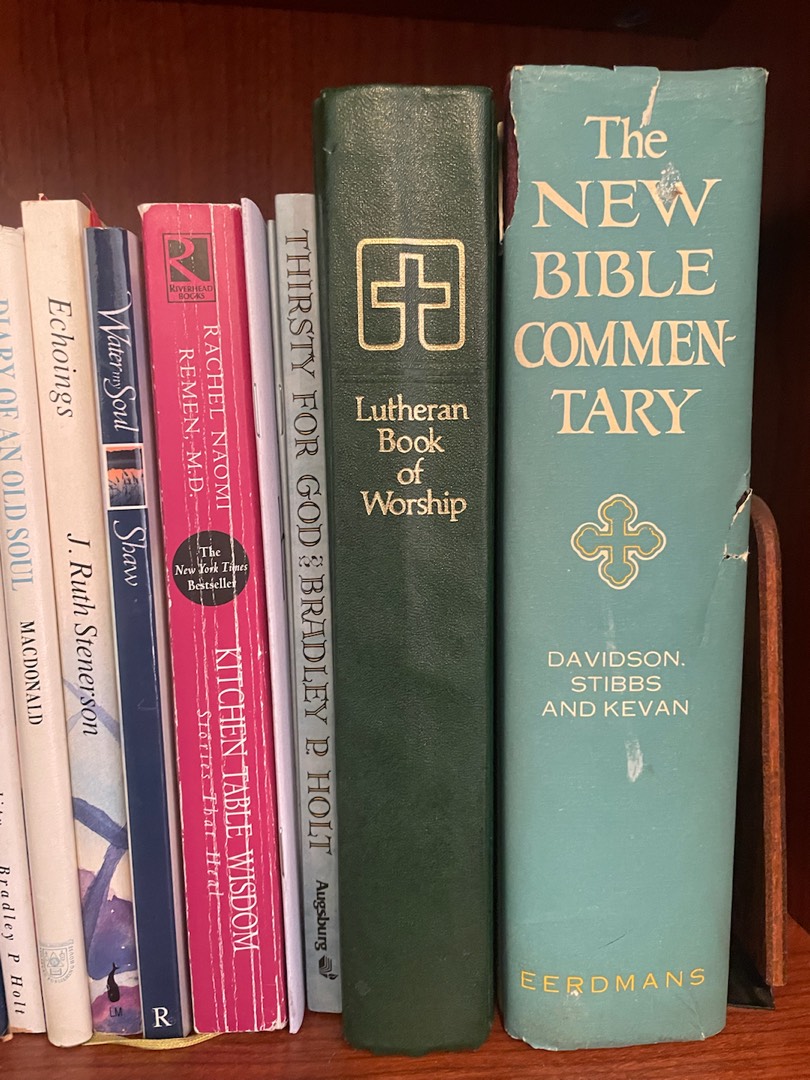 Bradley P Holt
DIARY OF AN OLD SOUL
MACDONALD
Echoings
J. Ruth Stenerson
LM
Water my Soul
Shaw
R
R
RIVERHEAD
BOOKS
RACHEL NAOMI
REMEN, M.D.
The
New York Times
Bestseller
KITCHEN TABLE WISDOM
Stories That Heal
THIRSTY FOR GOD BRADLEY P. HOLT
Augsburg
Lutheran
Book
of
Worship
The
NEW
BIBLE
COMMEN-
TARY
DAVIDSON.
STIBBS
AND KEVAN
EERDMANS